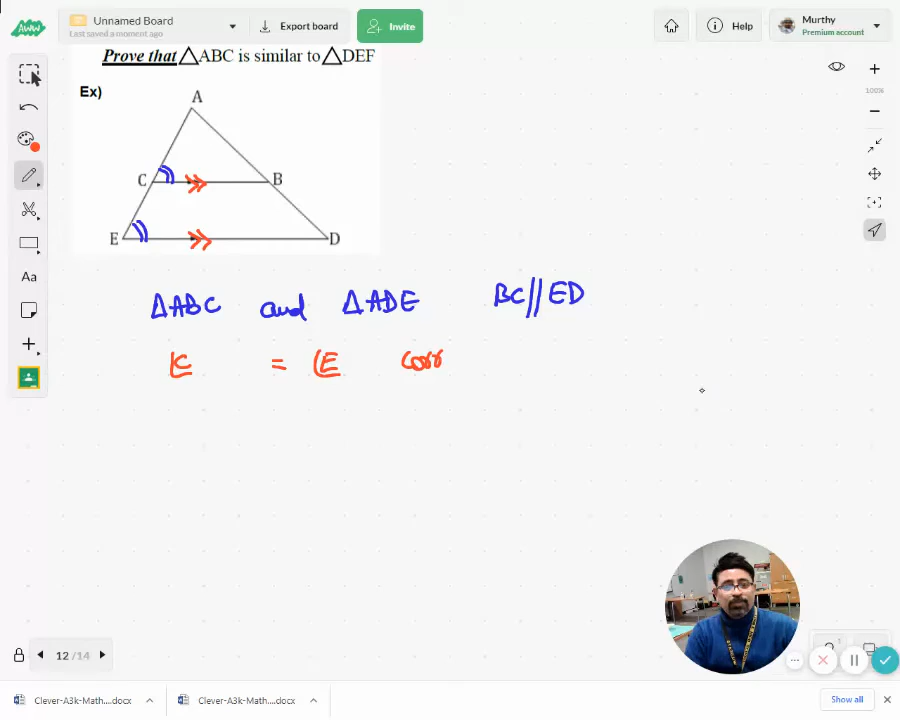 AWW
Unnamed Board
Last saved a moment ago
Export board
Invite
Help
Murthy
Premium account
Prove that △ABC is similar to △DEF
Ex)
A
C
B
E
D
100%
Aa
ΔABC and ΔADE BC//ED
= ∠E corr
12 /14
Clever-A3k-Math....docx
Clever-A3k-Math....docx
Show all